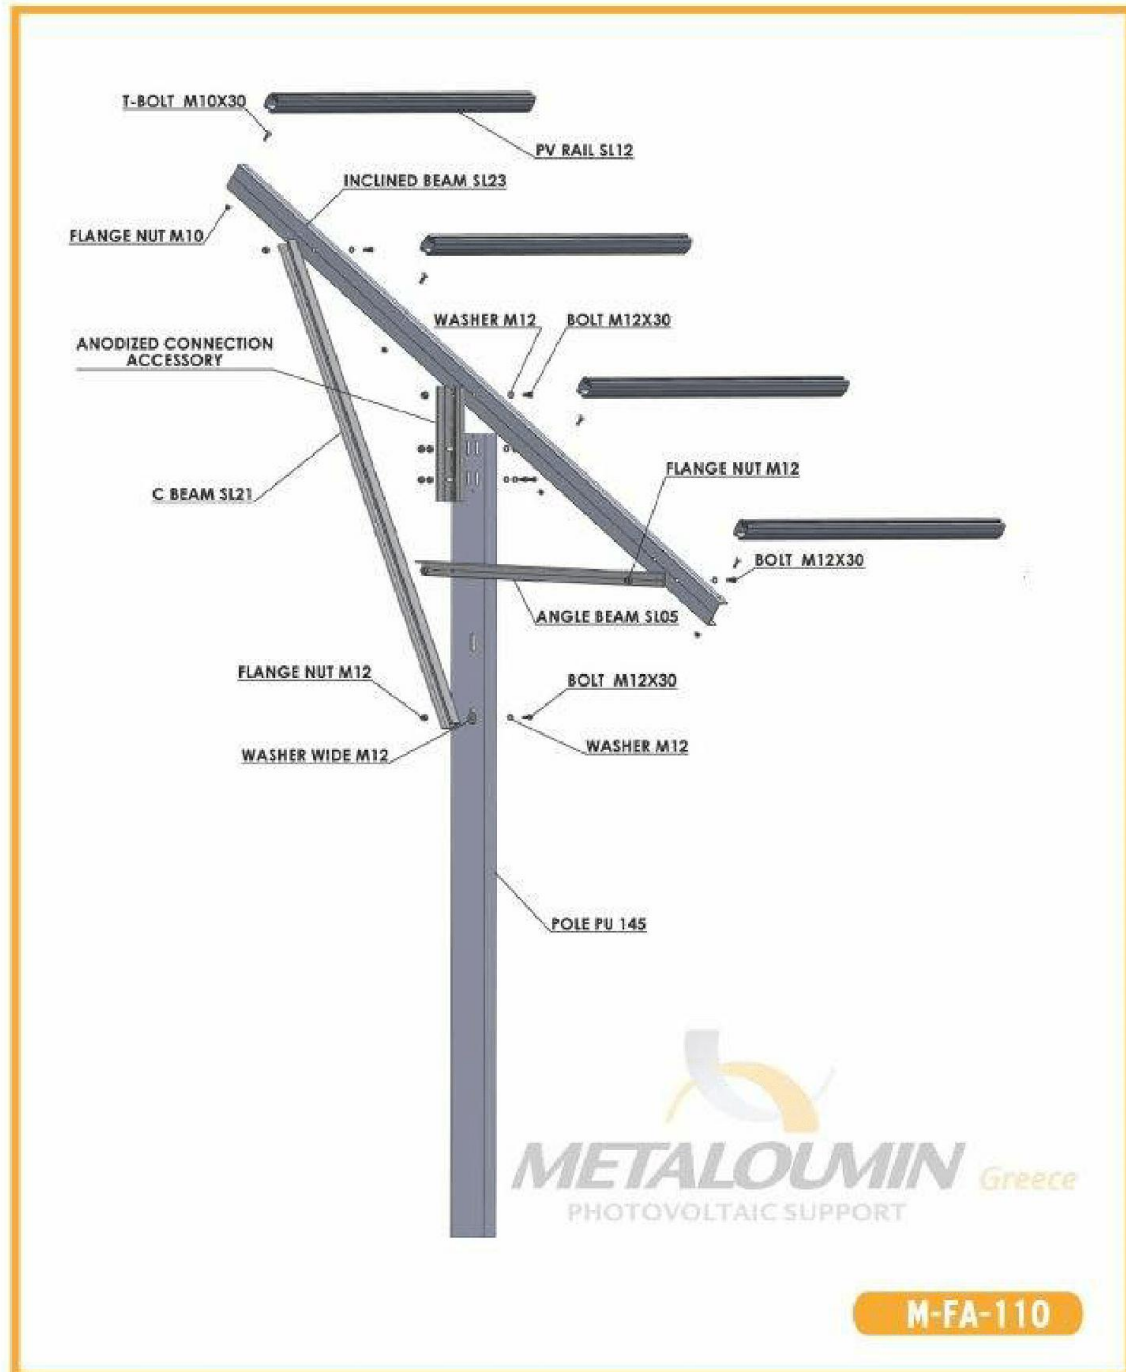 T-BOLT M10X30
PV RAIL SL12
INCLINED BEAM SL23
FLANGE NUT M10
WASHER M12
BOLT M12X30
ANODIZED CONNECTION
ACCESSORY
FLANGE NUT M12
C BEAM SL21
BOLT M12X30
ANGLE BEAM SL05
FLANGE NUT M12
BOLT M12X30
WASHER WIDE M12
WASHER M12
POLE PU 145
METALOUMIN Greece
PHOTOVOLTAIC SUPPORT
M-FA-110